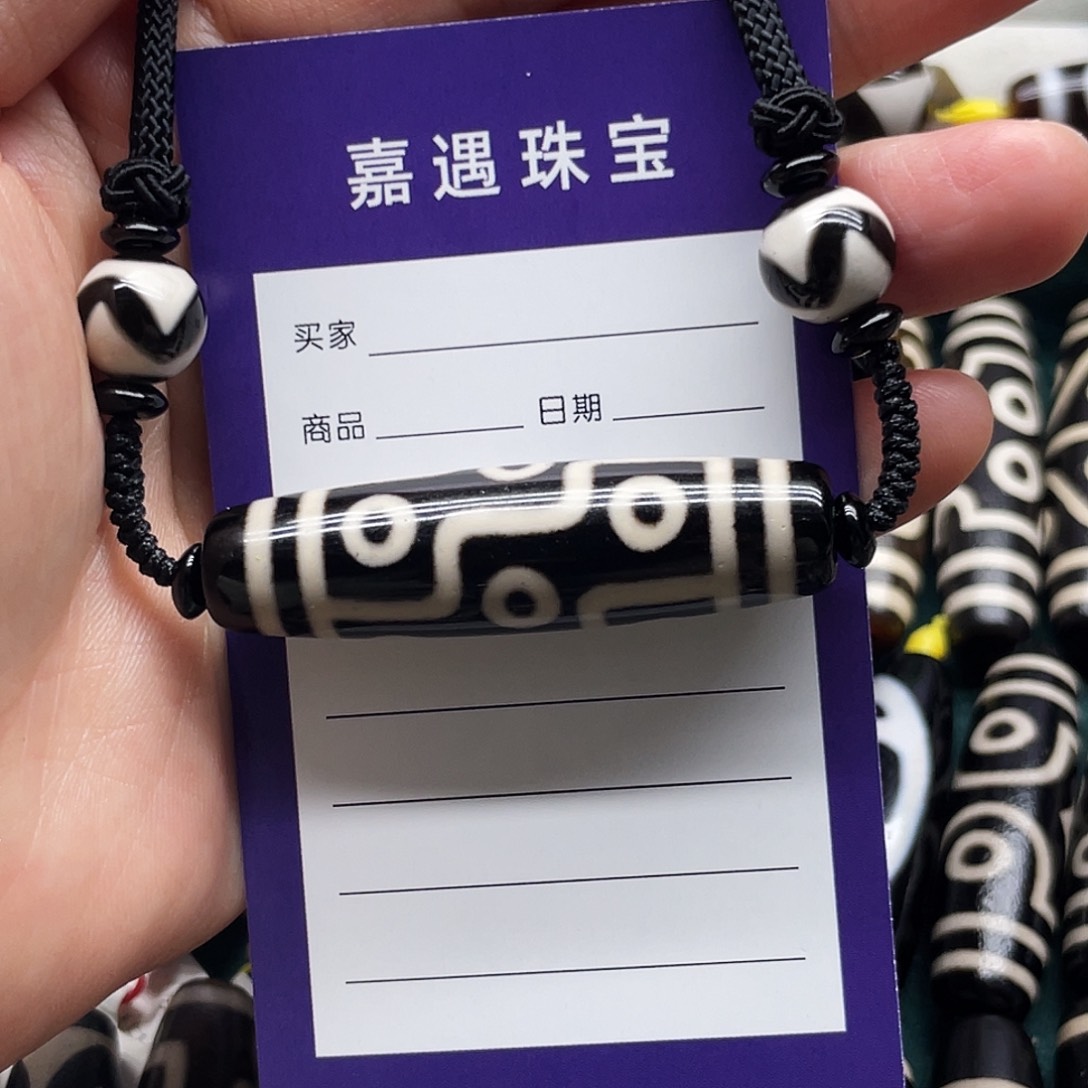 嘉遇珠宝
买家
商品 日期